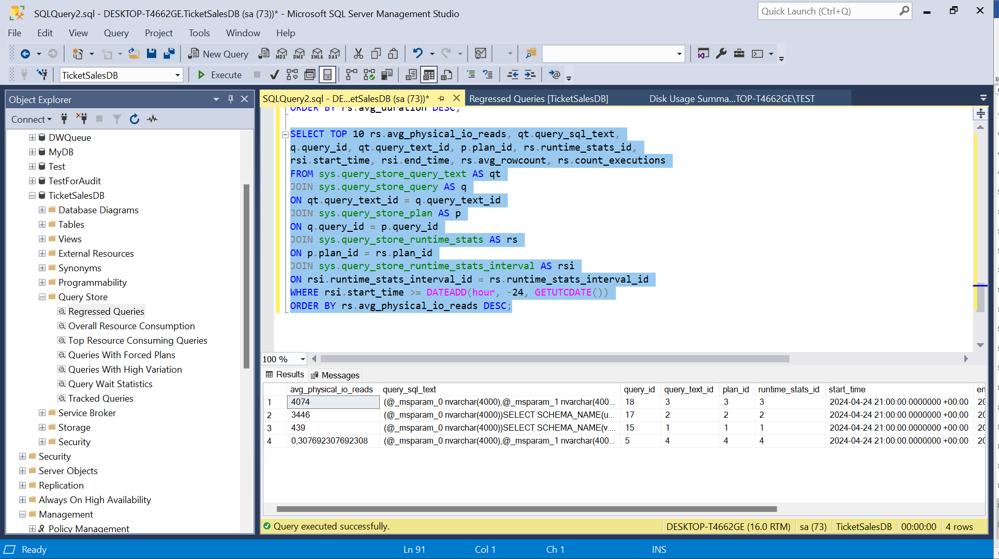 SQLQuery2.sql - DESKTOP-T4662GE.TicketSalesDB (sa (73))* - Microsoft SQL Server Management Studio
Quick Launch (Ctrl+Q)
File Edit View Query Project Tools Window Help
New Query MDX DMX XMLA DAX
TicketSalesDB Execute
Object Explorer
Connect
DWQueue
MyDB
Test
TestForAudit
TicketSalesDB
Database Diagrams
Tables
Views
External Resources
Synonyms
Programmability
Query Store
Regressed Queries
Overall Resource Consumption
Top Resource Consuming Queries
Queries With Forced Plans
Queries With High Variation
Query Wait Statistics
Tracked Queries
Service Broker
Storage
Security
Security
Server Objects
Replication
Always On High Availability
Management
Policy Management
SQLQuery2.sql - DE...etSalesDB (sa (73))* Regressed Queries [TicketSalesDB] Disk Usage Summa...TOP-T4662GE\TEST
ORDER BY rs.avg_duration DESC;
SELECT TOP 10 rs.avg_physical_io_reads, qt.query_sql_text,
q.query_id, qt.query_text_id, p.plan_id, rs.runtime_stats_id,
rsi.start_time, rsi.end_time, rs.avg_rowcount, rs.count_executions
FROM sys.query_store_query_text AS qt
JOIN sys.query_store_query AS q
ON qt.query_text_id = q.query_text_id
JOIN sys.query_store_plan AS p
ON q.query_id = p.query_id
JOIN sys.query_store_runtime_stats AS rs
ON p.plan_id = rs.plan_id
JOIN sys.query_store_runtime_stats_interval AS rsi
ON rsi.runtime_stats_interval_id = rs.runtime_stats_interval_id
WHERE rsi.start_time >= DATEADD(hour, -24, GETUTCDATE())
ORDER BY rs.avg_physical_io_reads DESC;
100 %
Results Messages
avg_physical_io_reads query_sql_text query_id query_text_id plan_id runtime_stats_id start_time en
1 4074 (@_msparam_0 nvarchar(4000),@_msparam_1 nvarchar(400... 18 3 3 3 2024-04-24 21:00:00.0000000 +00:00 20
2 3446 (@_msparam_0 nvarchar(4000))SELECT SCHEMA_NAME(u... 17 2 2 2 2024-04-24 21:00:00.0000000 +00:00 20
3 439 (@_msparam_0 nvarchar(4000))SELECT SCHEMA_NAME(v.... 15 1 1 1 2024-04-24 21:00:00.0000000 +00:00 20
4 0,307692307692308 (@_msparam_0 nvarchar(4000),@_msparam_1 nvarchar(400... 5 4 4 4 2024-04-24 21:00:00.0000000 +00:00 20
Query executed successfully. DESKTOP-T4662GE (16.0 RTM) sa (73) TicketSalesDB 00:00:00 4 rows
Ready Ln 91 Col 1 Ch 1 INS